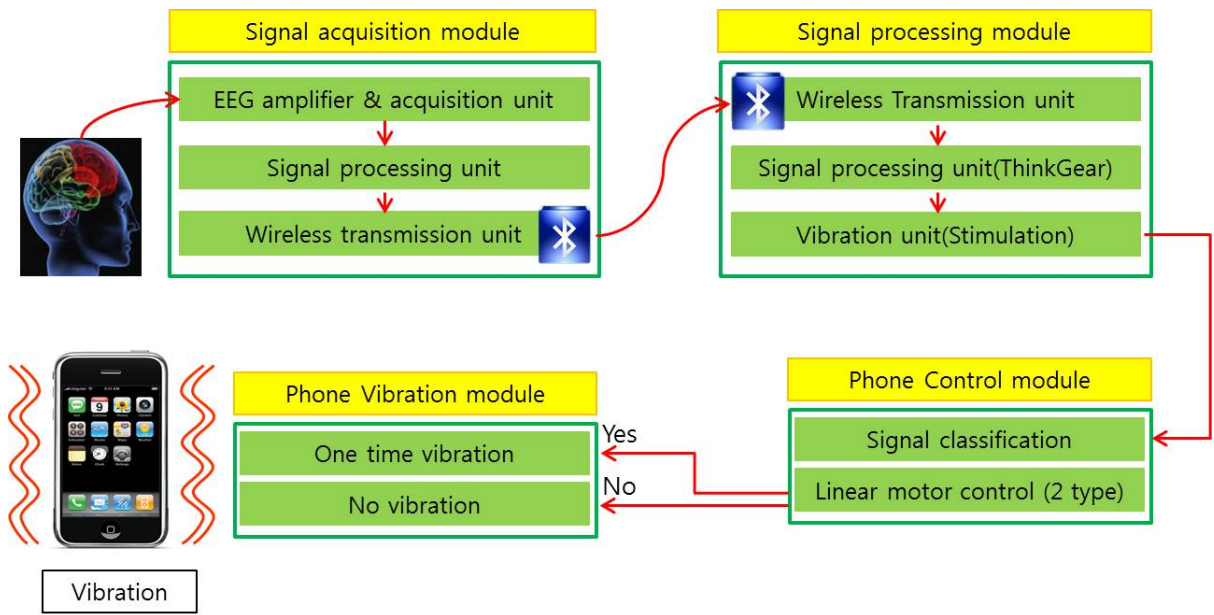 Signal acquisition module
EEG amplifier & acquisition unit
Signal processing unit
Wireless transmission unit
Signal processing module
Wireless Transmission unit
Signal processing unit(ThinkGear)
Vibration unit(Stimulation)
Phone Control module
Signal classification
Linear motor control (2 type)
Yes
No
Phone Vibration module
One time vibration
No vibration
Vibration